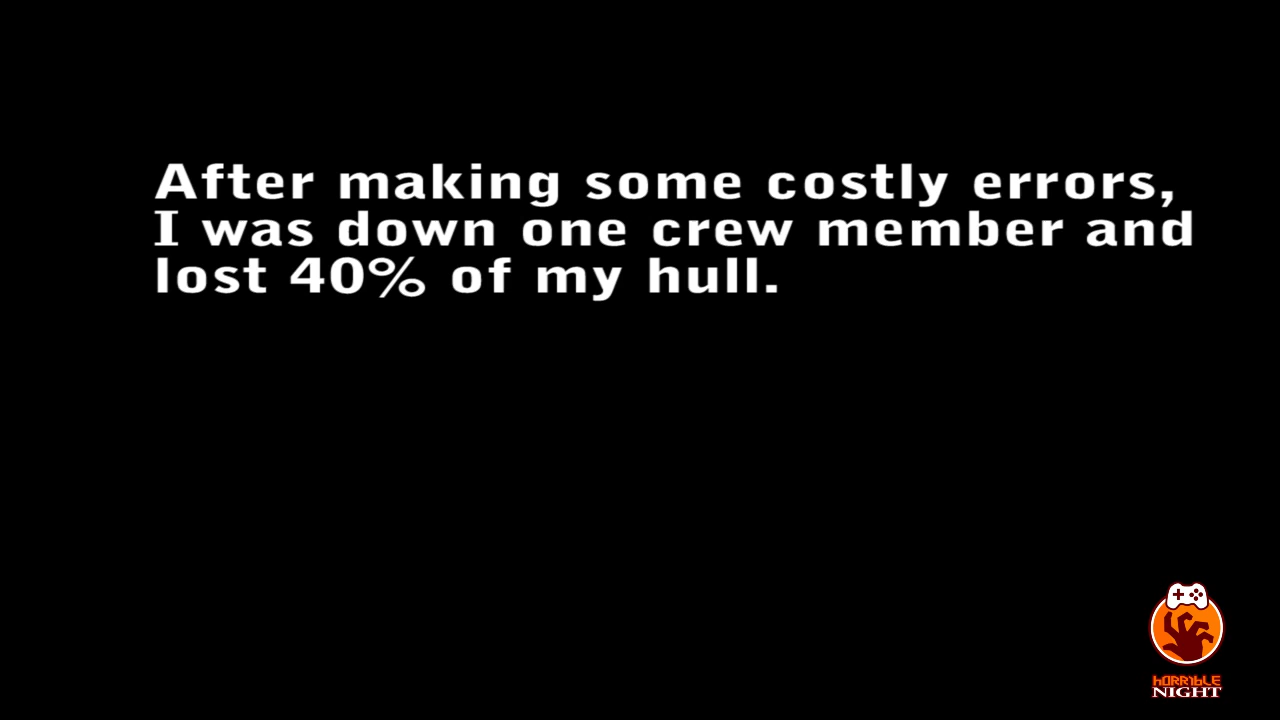 After making some costly errors,
I was down one crew member and
lost 40% of my hull.
HORRIBLE
NIGHT